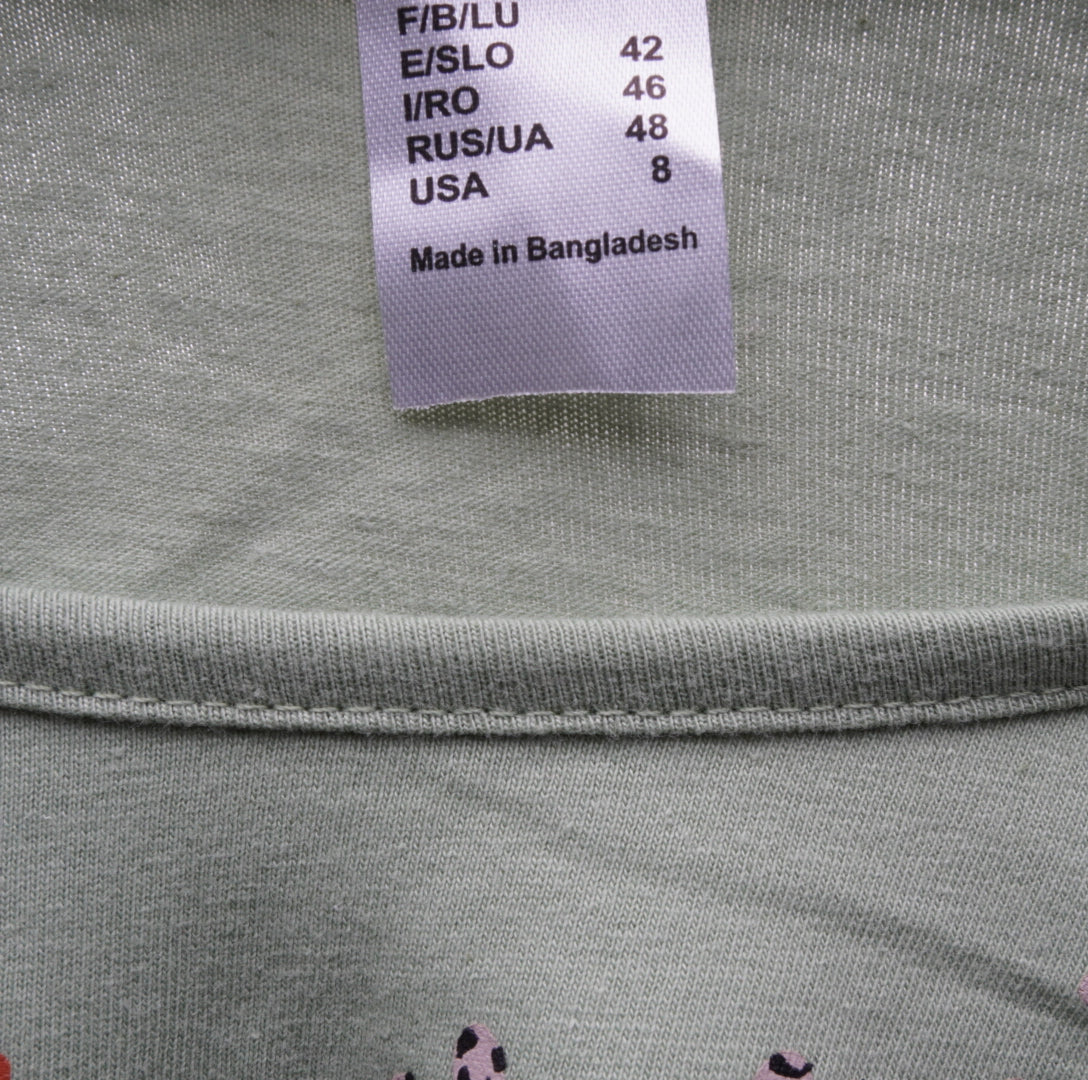 F/B/LU
E/SLO 42
I/RO 46
RUS/UA 48
USA 8
Made in Bangladesh